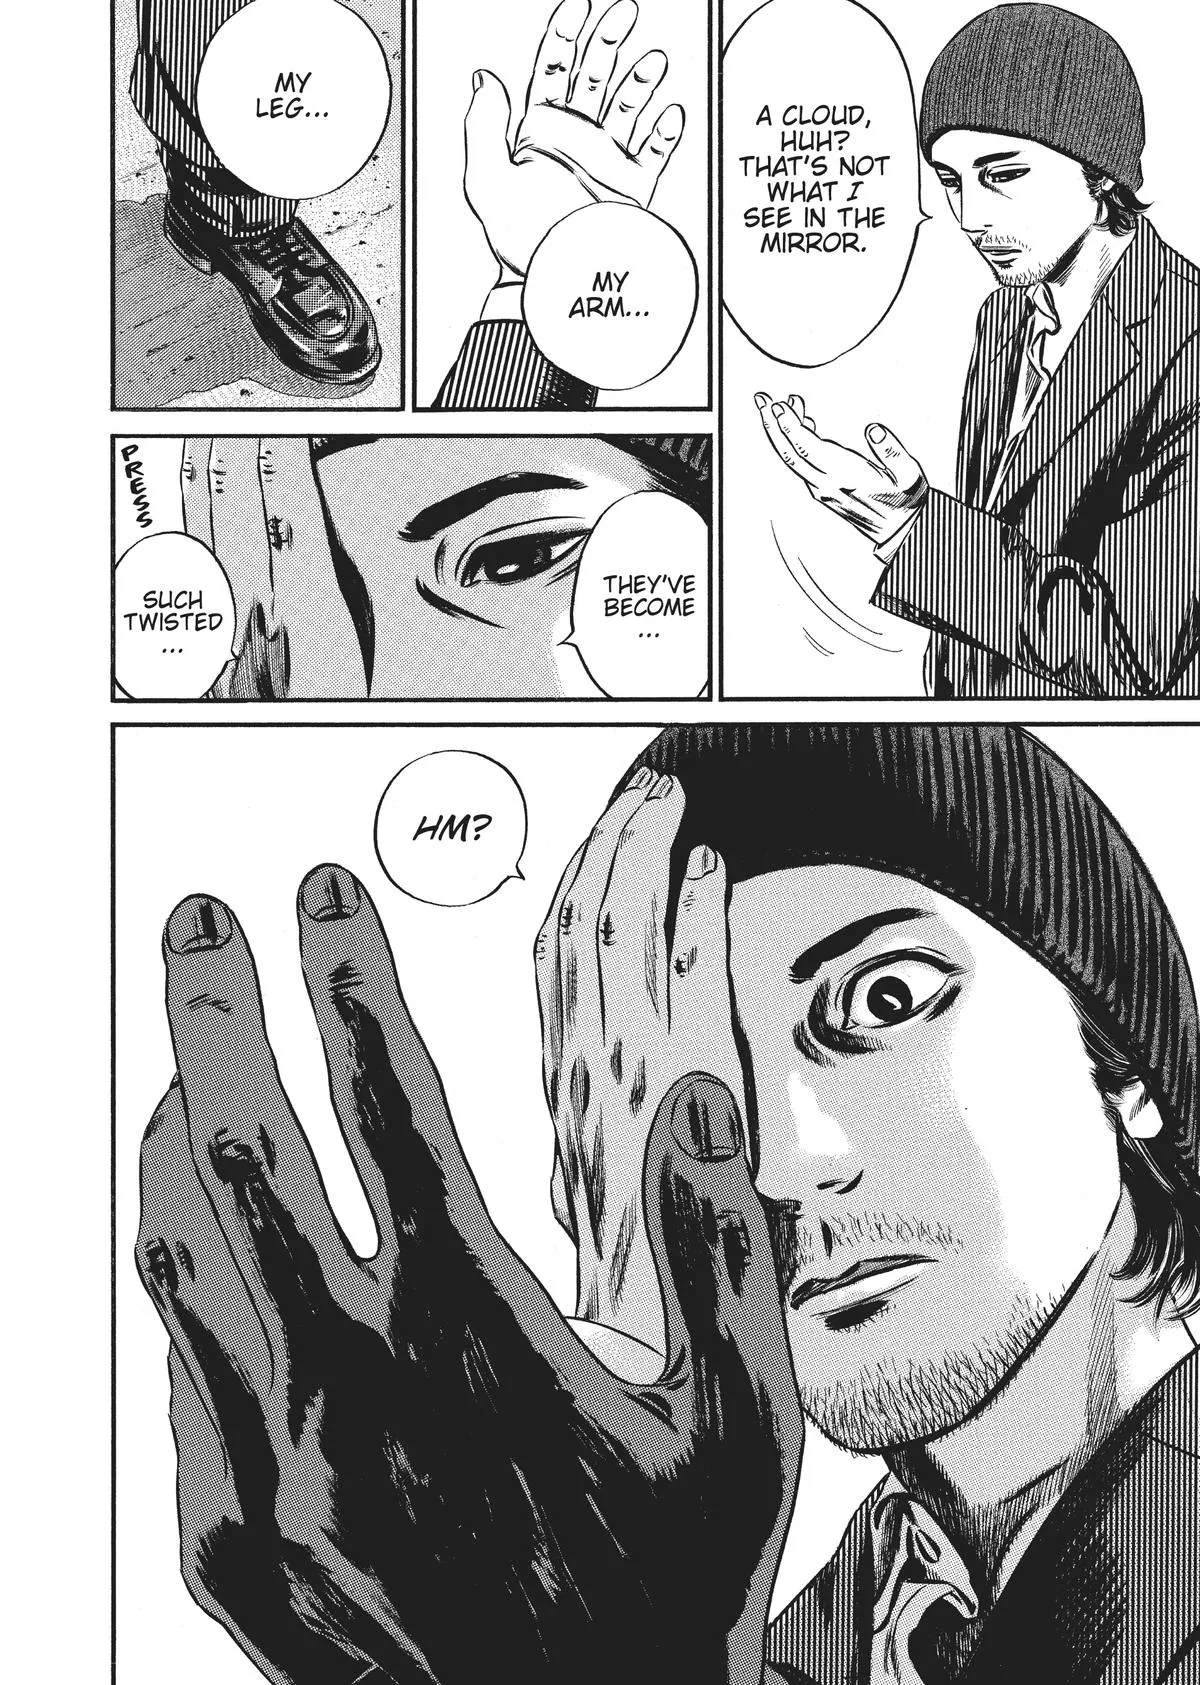 A CLOUD,
HUH?
THAT'S NOT
WHAT I
SEE IN THE
MIRROR.
MY
ARM...
MY
LEG...
THEY'VE
BECOME
...
PRESS
SUCH
TWISTED
...
HM?